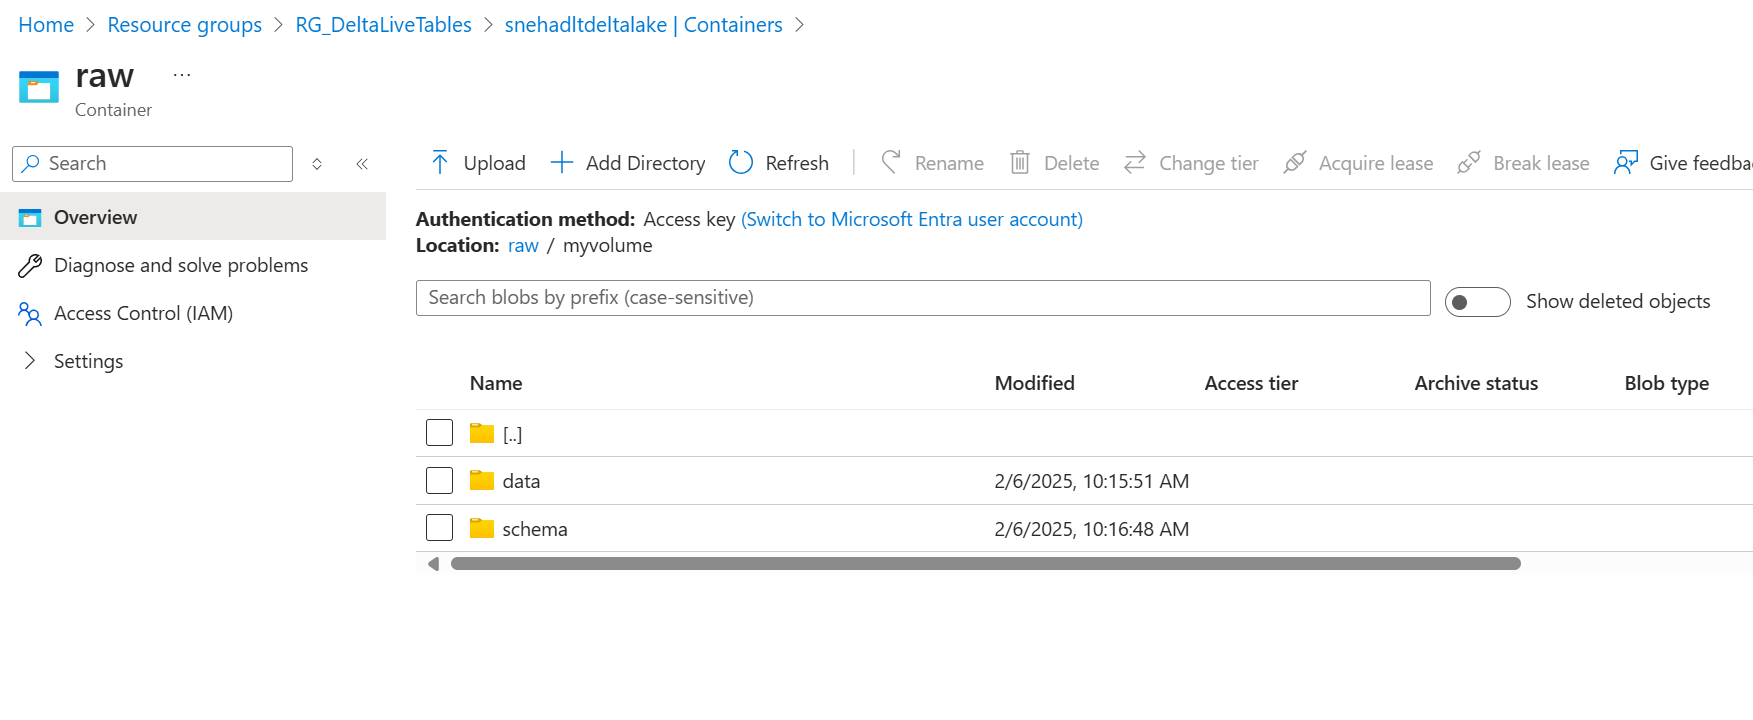 Home > Resource groups > RG_DeltaLiveTables > snehadltdeltalake | Containers >
raw ...
Container
Search
Upload Add Directory Refresh Rename Delete Change tier Acquire lease Break lease Give feedba
Overview
Diagnose and solve problems
Access Control (IAM)
Settings
Authentication method: Access key (Switch to Microsoft Entra user account)
Location: raw / myvolume
Search blobs by prefix (case-sensitive)
Show deleted objects
Name Modified Access tier Archive status Blob type
[..]
data 2/6/2025, 10:15:51 AM
schema 2/6/2025, 10:16:48 AM